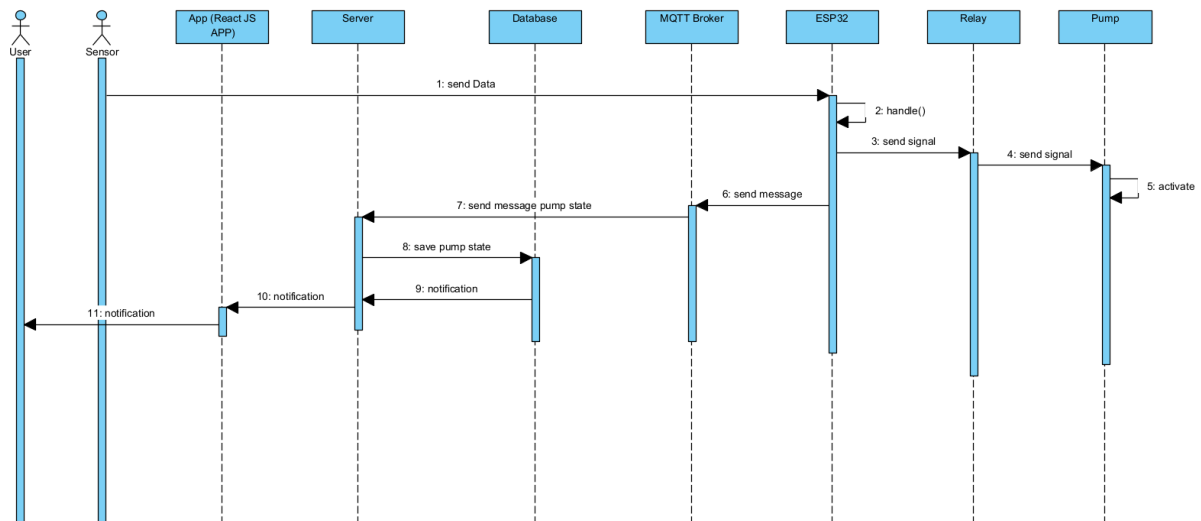 App (React JS
APP)
Server
Database
MQTT Broker
ESP32
Relay
Pump
User
Sensor
1: send Data
2: handle()
3: send signal
4: send signal
5: activate
6: send message
7: send message pump state
8: save pump state
9: notification
10: notification
11: notification